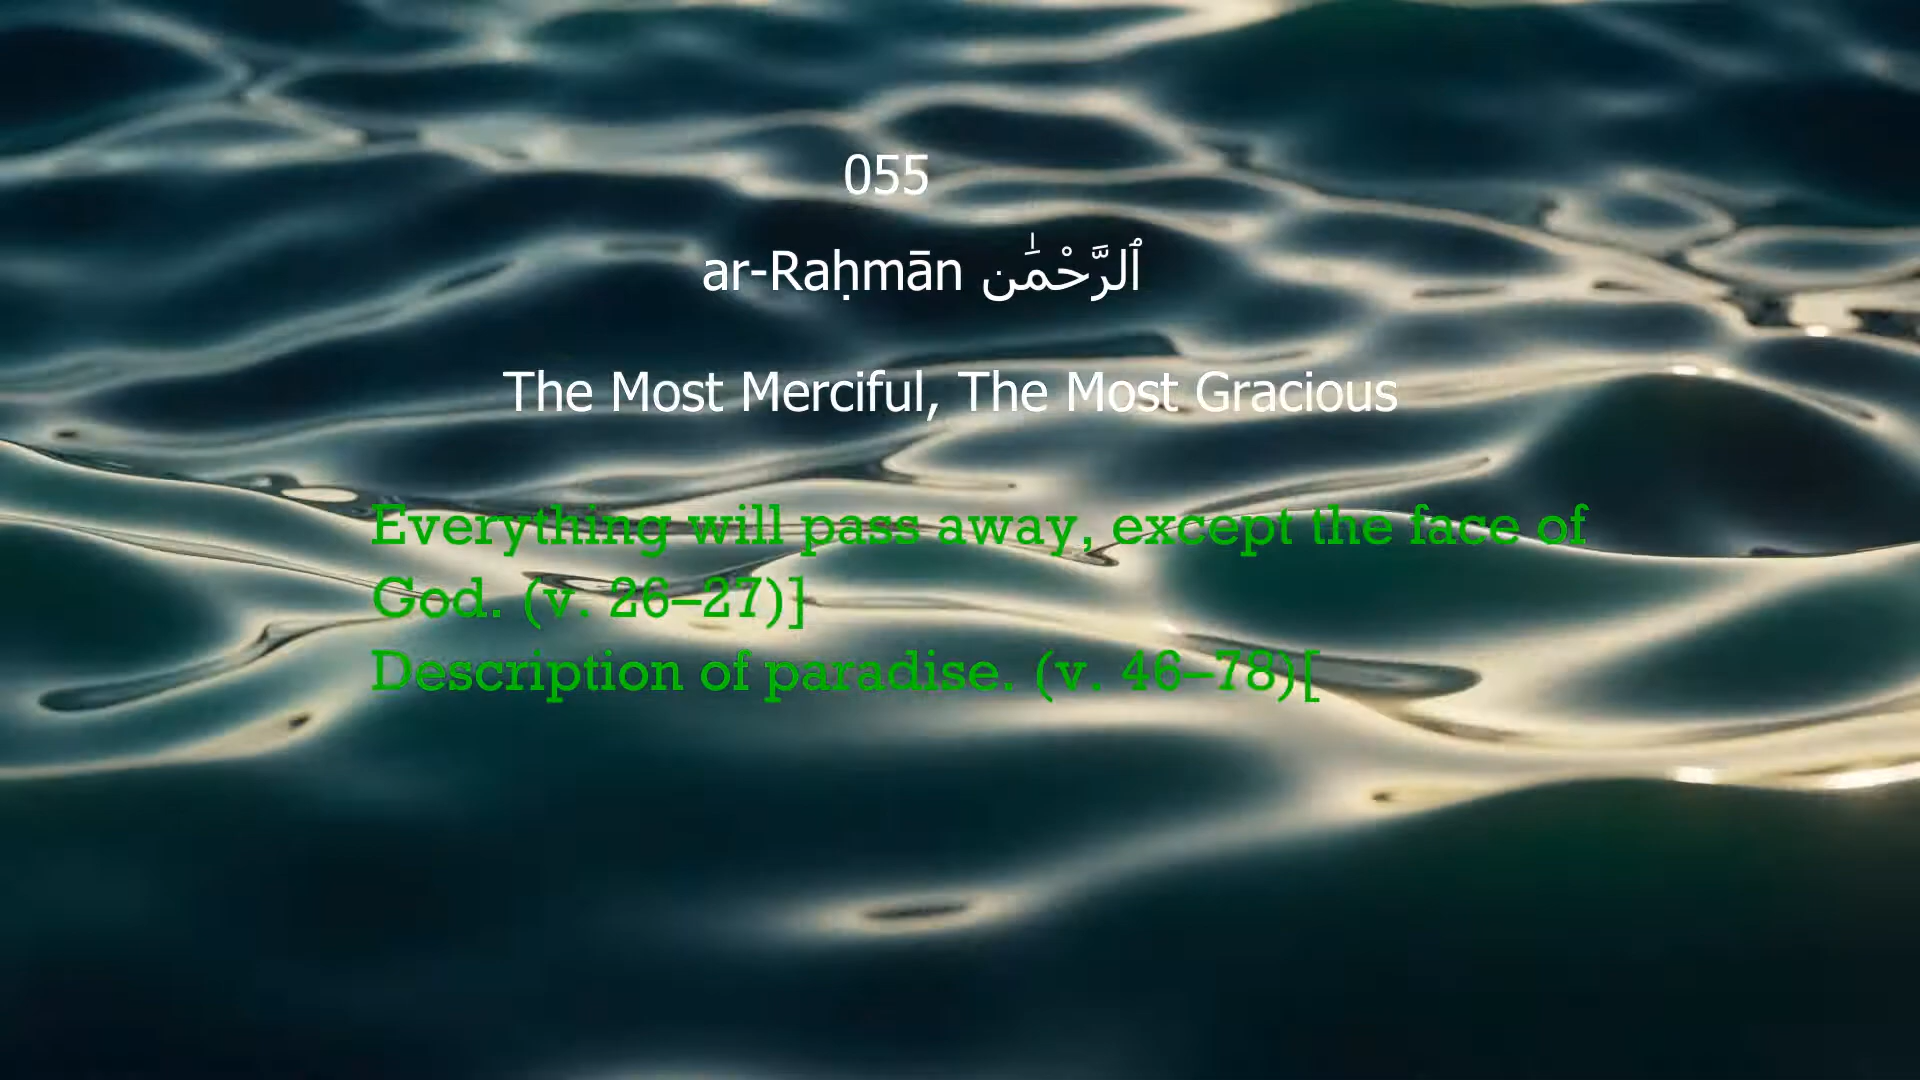 055
ar-Raḥmān ٱلرَّحْمَٰن
The Most Merciful, The Most Gracious
Everything will pass away, except the face of
God. (v. 26–27)]
Description of paradise. (v. 46–78)[